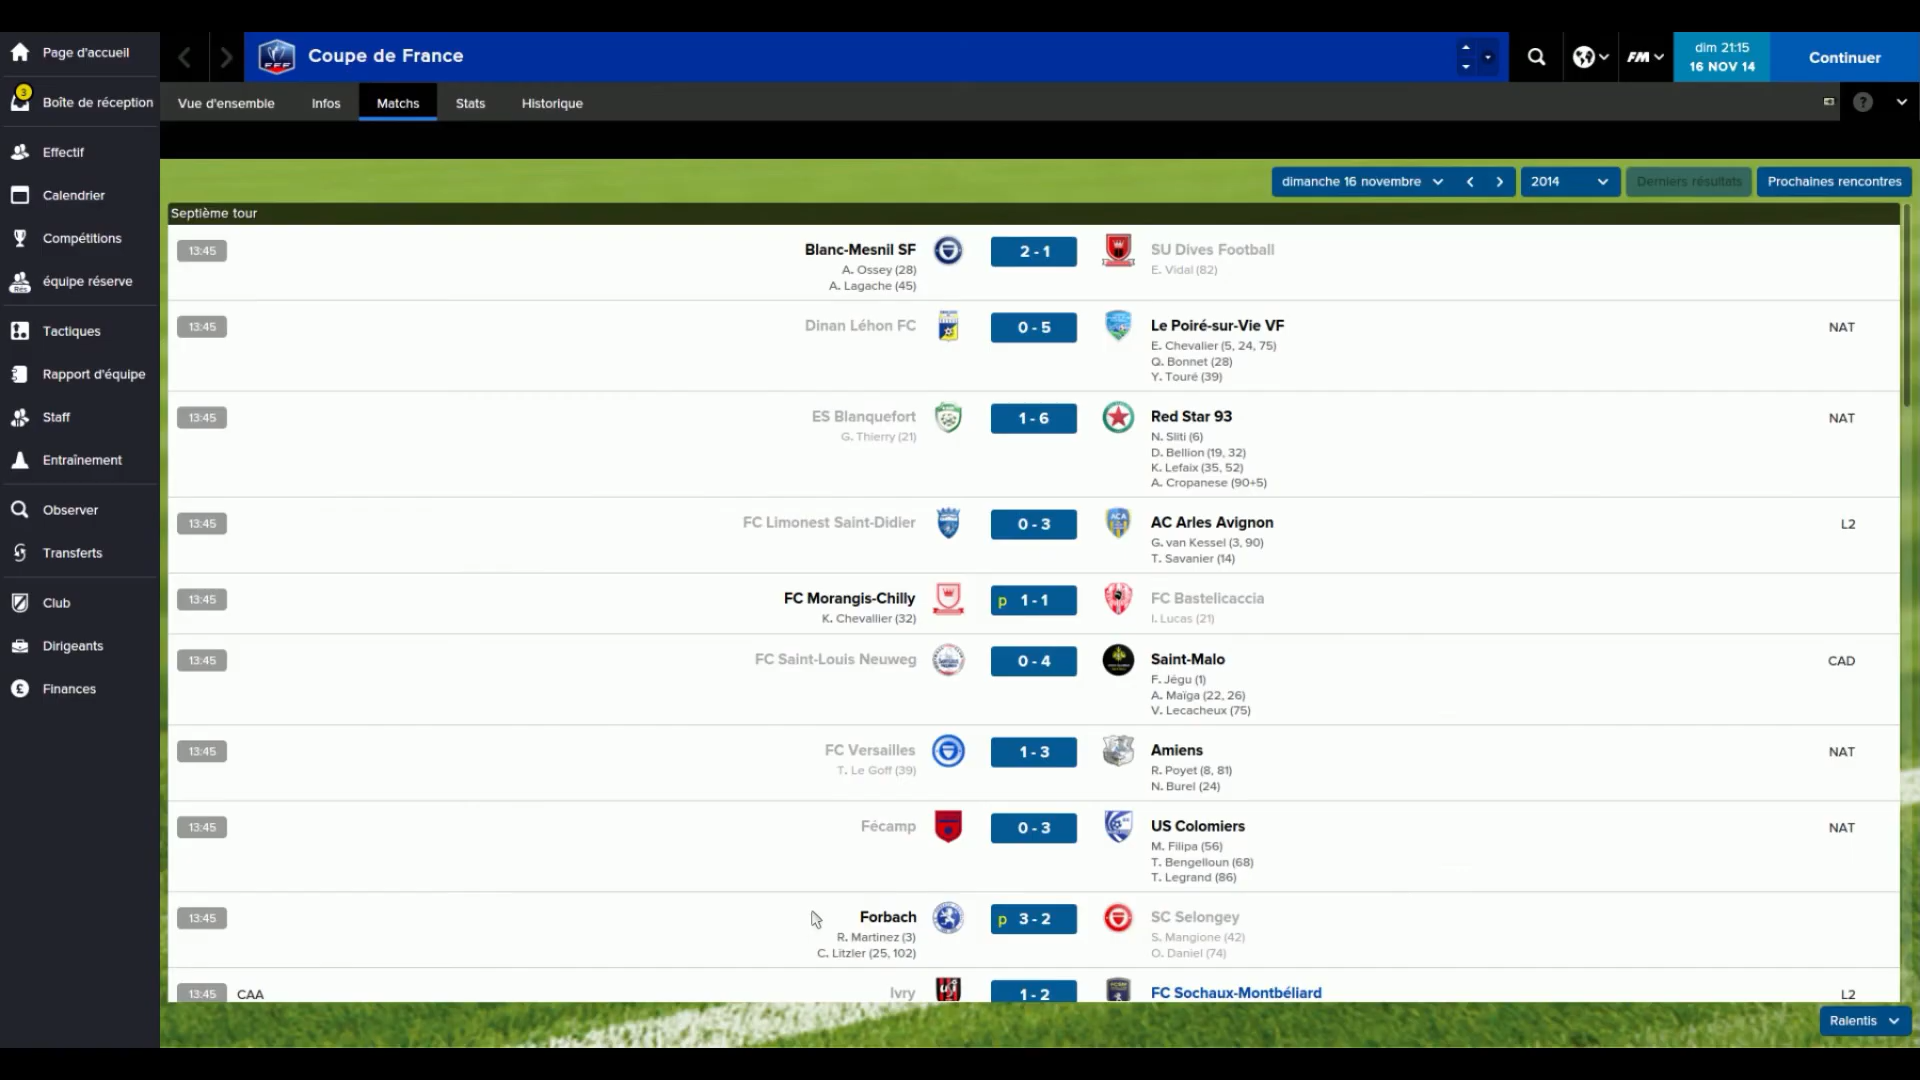 Page d'accueil
3
Boîte de réception
Effectif
Calendrier
Compétitions
équipe réserve
Tactiques
Rapport d'équipe
Staff
Entraînement
Observer
Transferts
Club
Dirigeants
Finances
Coupe de France
FM
dim 21:15
16 NOV 14
Continuer
Vue d'ensemble
Infos
Matchs
Stats
Historique
dimanche 16 novembre
2014
Derniers résultats
Prochaines rencontres
Septième tour
13:45 Blanc-Mesnil SF 2 - 1 SU Dives Football
A. Ossey (28) E. Vidal (82)
A. Lagache (45)
13:45 Dinan Léhon FC 0 - 5 Le Poiré-sur-Vie VF NAT
E. Chevalier (5, 24, 75)
Q. Bonnet (28)
Y. Touré (39)
13:45 ES Blanquefort 1 - 6 Red Star 93 NAT
G. Thierry (21) N. Sliti (6)
D. Bellion (19, 32)
K. Lefaix (35, 52)
A. Cropanese (90+5)
13:45 FC Limonest Saint-Didier 0 - 3 AC Arles Avignon L2
G. van Kessel (3, 90)
T. Savanier (14)
13:45 FC Morangis-Chilly p 1 - 1 FC Bastelicaccia
K. Chevallier (32) I. Lucas (21)
13:45 FC Saint-Louis Neuweg 0 - 4 Saint-Malo CAD
F. Jégu (1)
A. Maïga (22, 26)
V. Lecacheux (75)
13:45 FC Versailles 1 - 3 Amiens NAT
T. Le Goff (39) R. Poyet (8, 81)
N. Burel (24)
13:45 Fécamp 0 - 3 US Colomiers NAT
M. Filipa (56)
T. Bengelloun (68)
T. Legrand (86)
13:45 Forbach p 3 - 2 SC Selongey
R. Martinez (3) S. Mangione (42)
C. Litzler (25, 102) O. Daniel (74)
13:45 CAA Ivry 1 - 2 FC Sochaux-Montbéliard L2
Ralentis